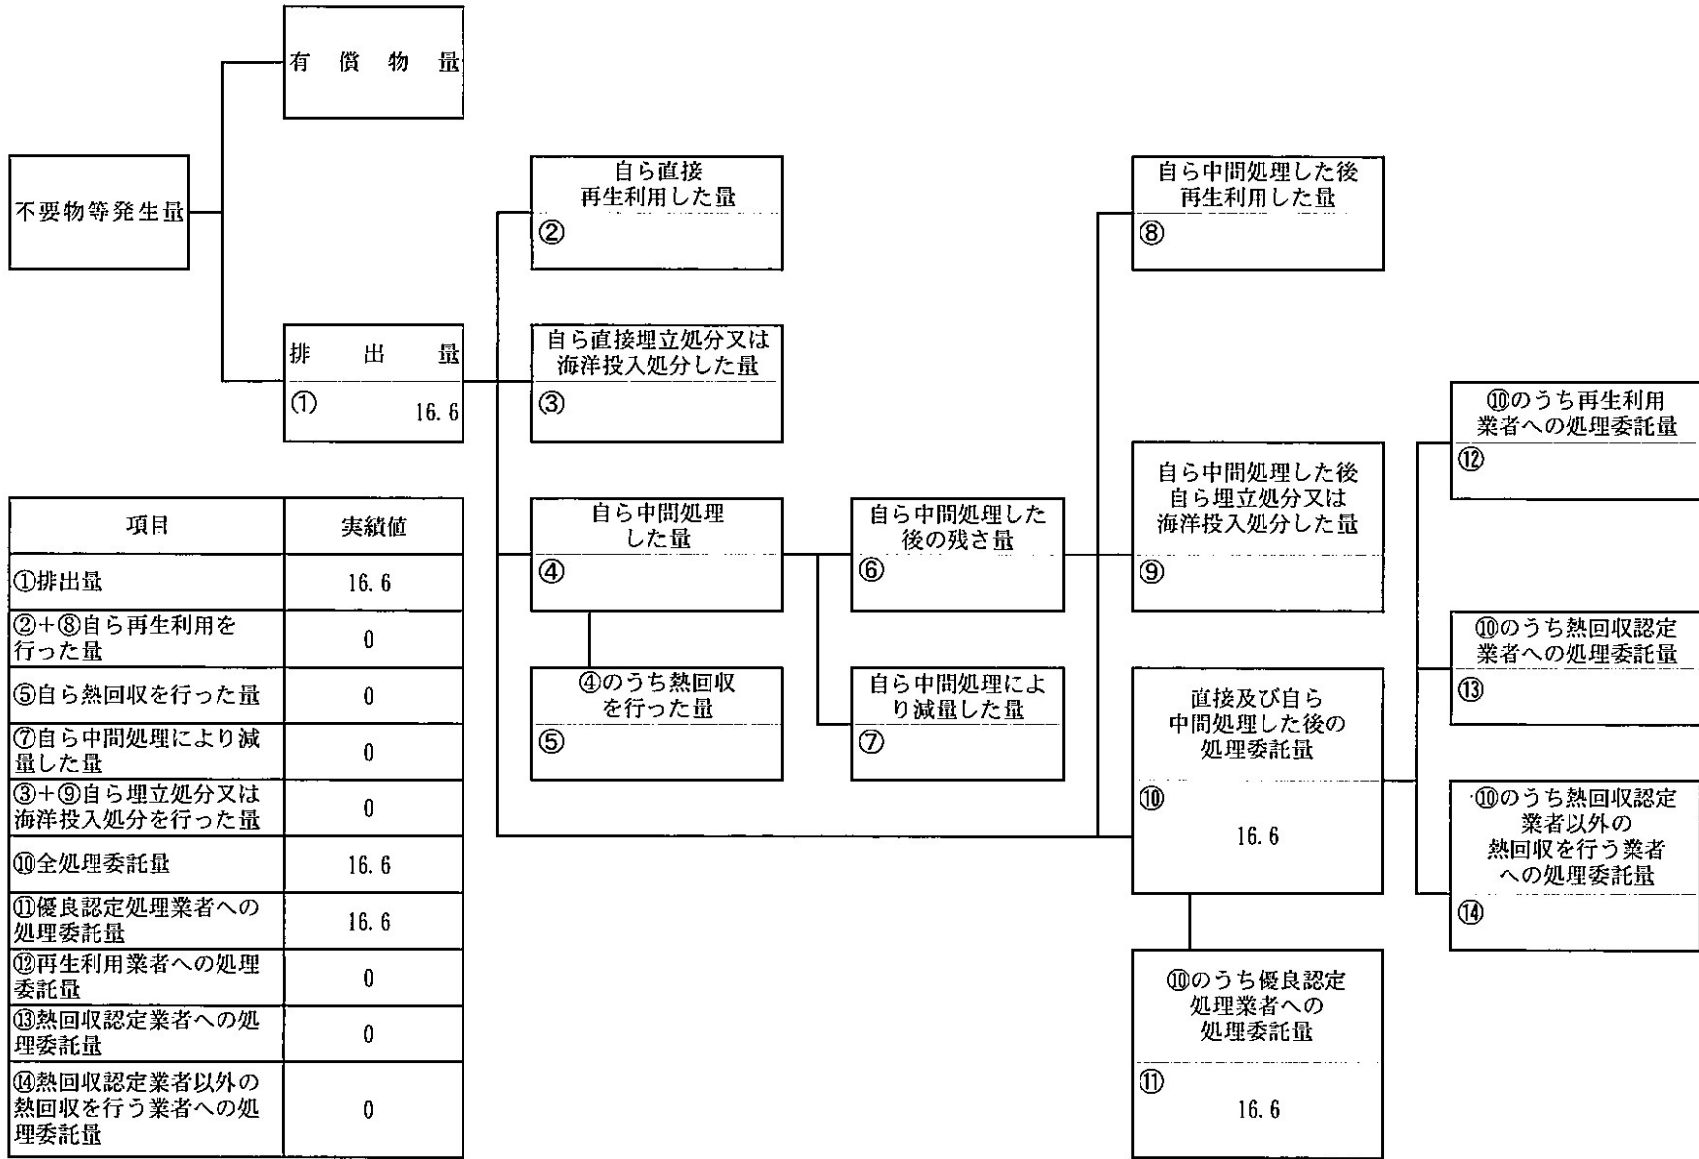 有償物量
不要物等発生量
排出量
①
16.6
自ら直接
再生利用した量
②
自ら直接埋立処分又は
海洋投入処分した量
③
自ら中間処理
した量
④
④のうち熱回収
を行った量
⑤
自ら中間処理した
後の残さ量
⑥
自ら中間処理によ
り減量した量
⑦
自ら中間処理した後
再生利用した量
⑧
自ら中間処理した後
自ら埋立処分又は
海洋投入処分した量
⑨
直接及び自ら
中間処理した後の
処理委託量
⑩
16.6
⑩のうち優良認定
処理業者への
処理委託量
⑪
16.6
⑩のうち再生利用
業者への処理委託量
⑫
⑩のうち熱回収認定
業者への処理委託量
⑬
⑩のうち熱回収認定
業者以外の
熱回収を行う業者
への処理委託量
⑭
項目 実績値
①排出量 16.6
②+⑧自ら再生利用を
行った量 0
⑤自ら熱回収を行った量 0
⑦自ら中間処理により減
量した量 0
③+⑨自ら埋立処分又は
海洋投入処分を行った量 0
⑩全処理委託量 16.6
⑪優良認定処理業者への
処理委託量 16.6
⑫再生利用業者への処理
委託量 0
⑬熱回収認定業者への処
理委託量 0
⑭熱回収認定業者以外の
熱回収を行う業者への処
理委託量 0